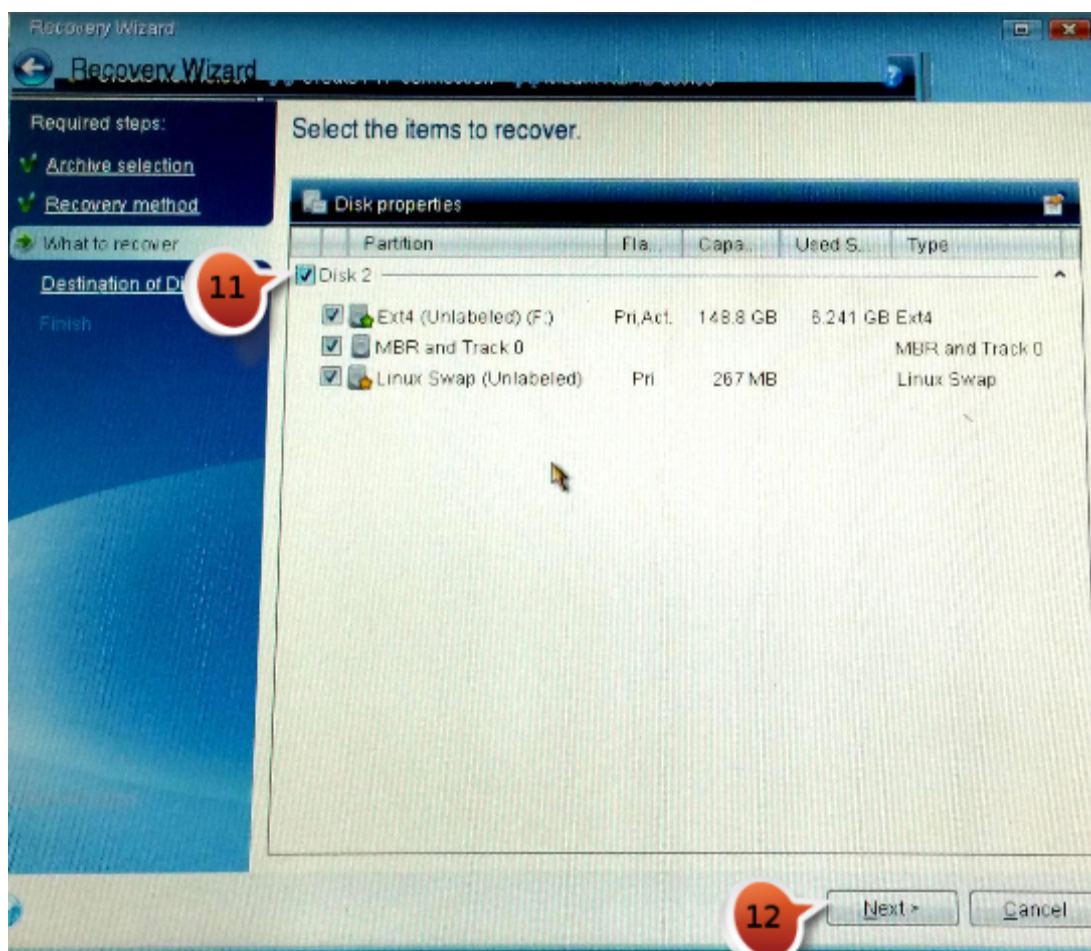 Recovery Wizard
Recovery Wizard
Required steps:
Archive selection
Recovery method
What to recover
Destination of Di
Finish
Select the items to recover.
Disk properties
Partition Fla... Capa... Used S... Type
11
Disk 2
Ext4 (Unlabeled) (F:) Pri,Act. 148.8 GB 6.241 GB Ext4
MBR and Track 0 MBR and Track 0
Linux Swap (Unlabeled) Pri 267 MB Linux Swap
12
Next >
Cancel